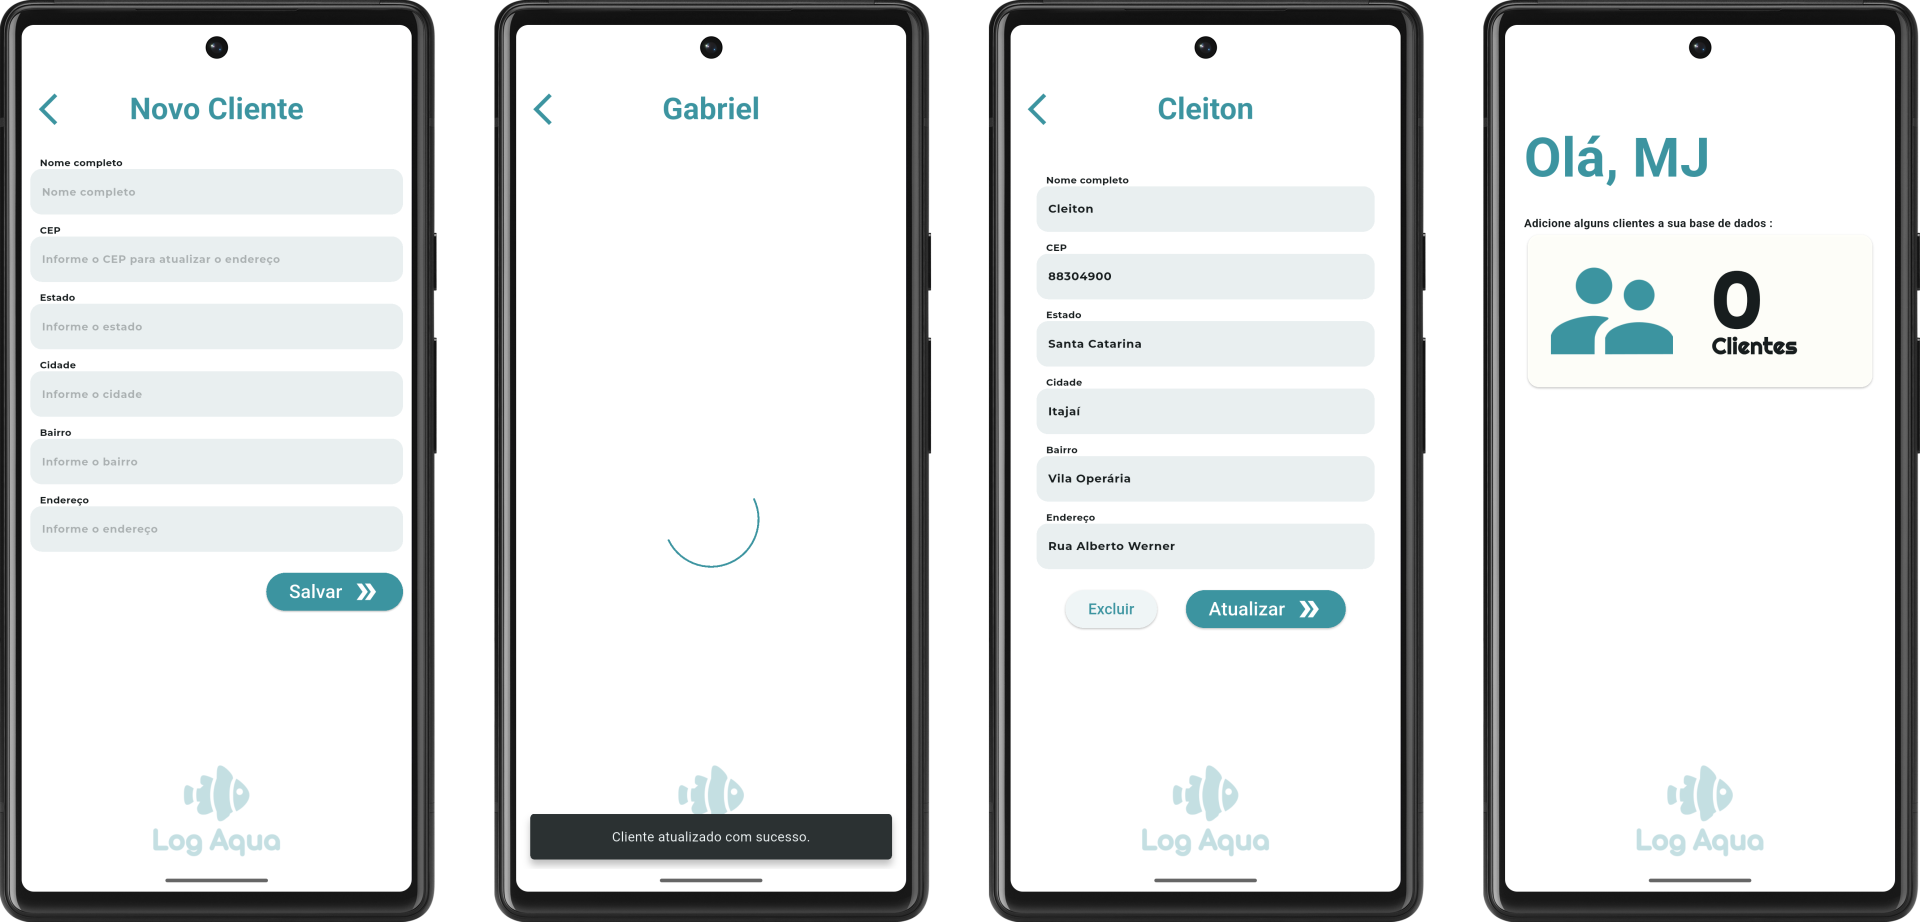 Novo Cliente
Nome completo
Nome completo
CEP
Informe o CEP para atualizar o endereço
Estado
Informe o estado
Cidade
Informe o cidade
Bairro
Informe o bairro
Endereço
Informe o endereço
Salvar
Log Aqua
Gabriel
Cliente atualizado com sucesso.
Cleiton
Nome completo
Cleiton
CEP
88304900
Estado
Santa Catarina
Cidade
Itajaí
Bairro
Vila Operária
Endereço
Rua Alberto Werner
Excluir
Atualizar
Log Aqua
Olá, MJ
Adicione alguns clientes a sua base de dados :
0
Clientes
Log Aqua